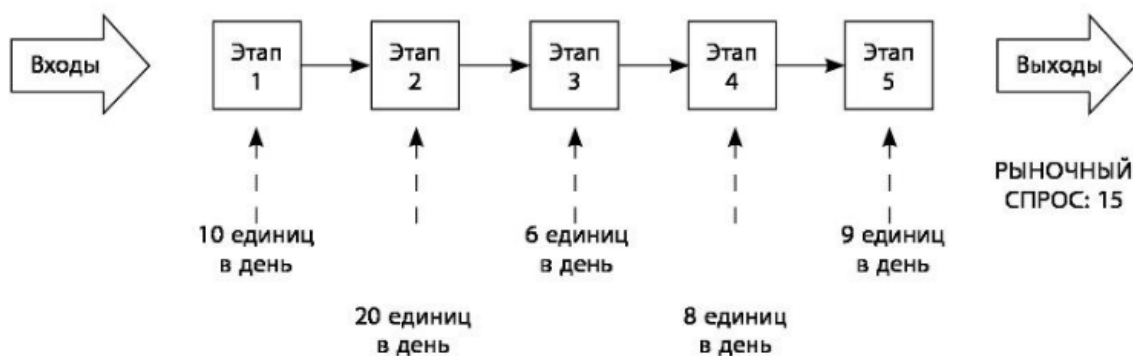 Входы
Этап
1
Этап
2
Этап
3
Этап
4
Этап
5
Выходы
РЫНОЧНЫЙ
СПРОС: 15
10 единиц
в день
6 единиц
в день
9 единиц
в день
20 единиц
в день
8 единиц
в день